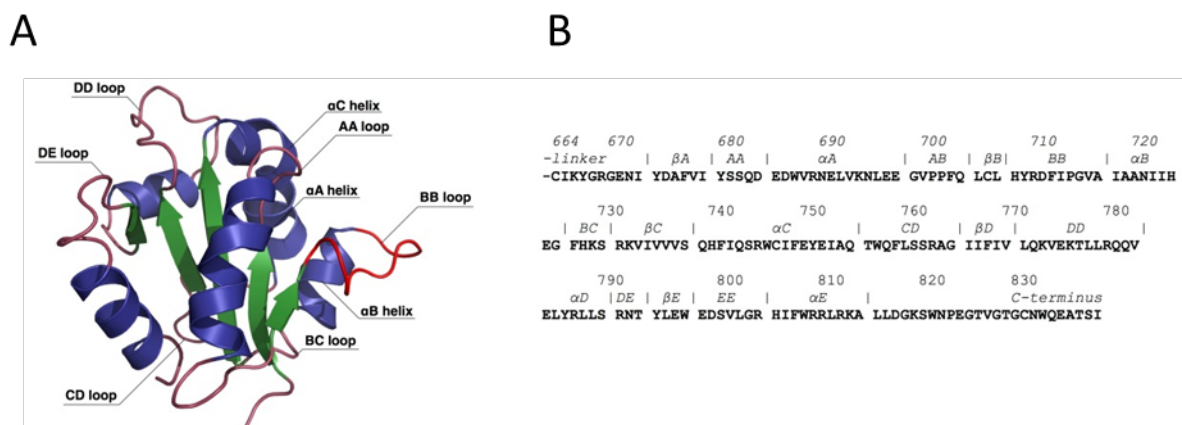 A
B
DD loop
αC helix
AA loop
DE loop
αA helix
BB loop
αB helix
BC loop
CD loop
664 670 680 690 700 710 720
-linker | βA | AA | αA | AB | βB | BB | αB
-CIKYGRGENI YDAFVI YSSQD EDWVRNELVKNLEE GVPPFQ LCL HYRDFIPGVA IAANIIH
730 740 750 760 770 780
| BC | βC | αC | CD | βD | DD |
EG FHKS RKVIVVVS QHFIQSRWCIFEYEIAQ TWQFLSSRAG IIFIV LQKVEKTLLRQQV
790 800 810 820 830
αD | DE | βE | EE | αE | C-terminus
ELYRLLS RNT YLEW EDSVLGR HIFWRRLRKA LLDGKSWNPEGTVGTGCNWQEATSI